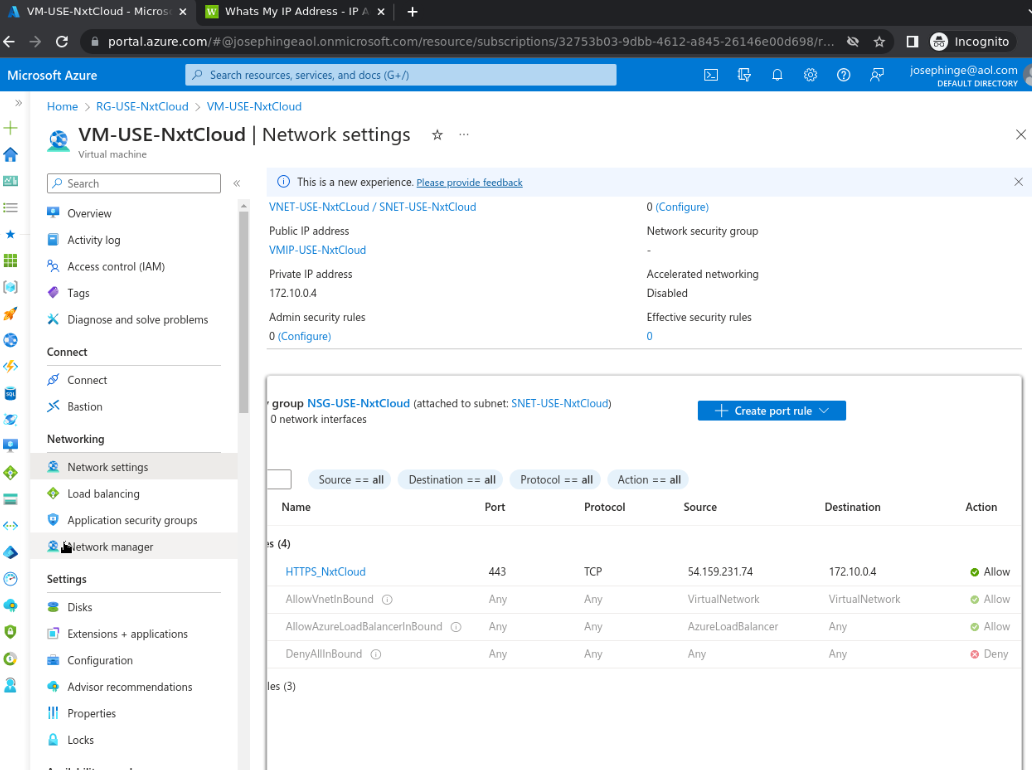 VM-USE-NxtCloud - Micros
Whats My IP Address - IP A
portal.azure.com/#@josephingeaol.onmicrosoft.com/resource/subscriptions/32753b03-9dbb-4612-a845-26146e00d698/r...
Incognito
Microsoft Azure
Search resources, services, and docs (G+/)
josephinge@aol.com
DEFAULT DIRECTORY
Home > RG-USE-NxtCloud > VM-USE-NxtCloud
VM-USE-NxtCloud | Network settings
Virtual machine
Search
Overview
Activity log
Access control (IAM)
Tags
Diagnose and solve problems
Connect
Connect
Bastion
Networking
Network settings
Load balancing
Application security groups
Network manager
Settings
Disks
Extensions + applications
Configuration
Advisor recommendations
Properties
Locks
This is a new experience. Please provide feedback
VNET-USE-NxtCLoud / SNET-USE-NxtCloud
0 (Configure)
Public IP address
Network security group
VMIP-USE-NxtCloud
-
Private IP address
Accelerated networking
172.10.0.4
Disabled
Admin security rules
Effective security rules
0 (Configure)
0
group NSG-USE-NxtCloud (attached to subnet: SNET-USE-NxtCloud)
0 network interfaces
Create port rule
Source == all
Destination == all
Protocol == all
Action == all
Name Port Protocol Source Destination Action
es (4)
HTTPS_NxtCloud 443 TCP 54.159.231.74 172.10.0.4 Allow
AllowVnetInBound Any Any VirtualNetwork VirtualNetwork Allow
AllowAzureLoadBalancerInBound Any Any AzureLoadBalancer Any Allow
DenyAllInBound Any Any Any Any Deny
les (3)